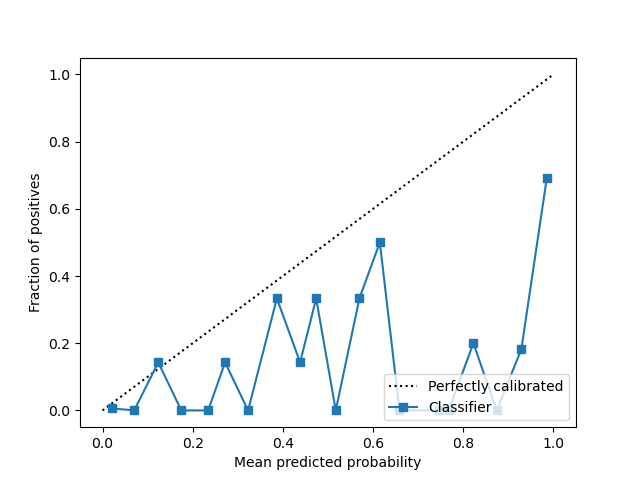 1.0
0.8
0.6
0.4
0.2
0.0
Fraction of positives
Perfectly calibrated
Classifier
0.0 0.2 0.4 0.6 0.8 1.0
Mean predicted probability